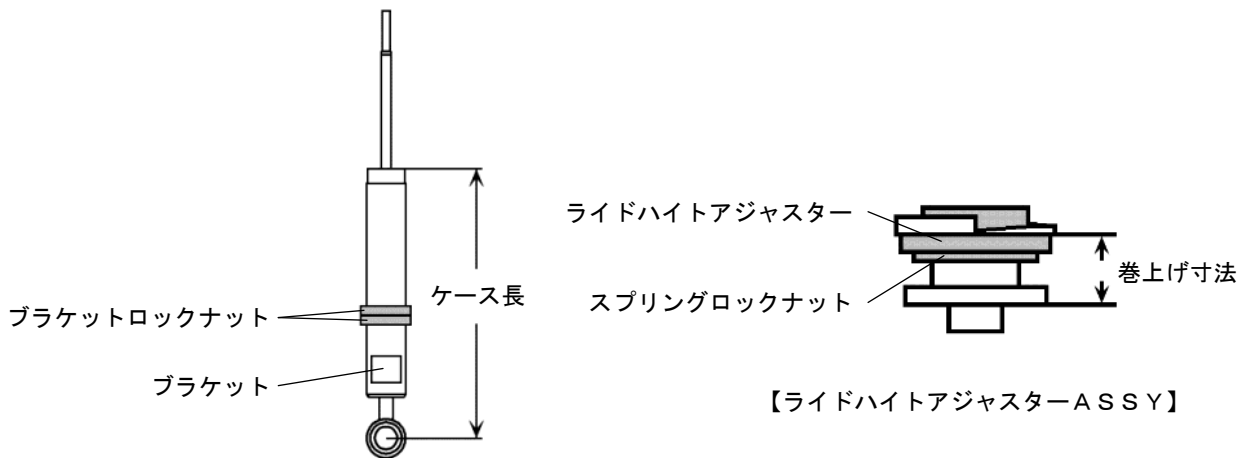 ライドハイトアジャスター
ケース長
巻上げ寸法
ブラケットロックナット
スプリングロックナット
ブラケット
【ライドハイトアジャスターＡＳＳＹ】